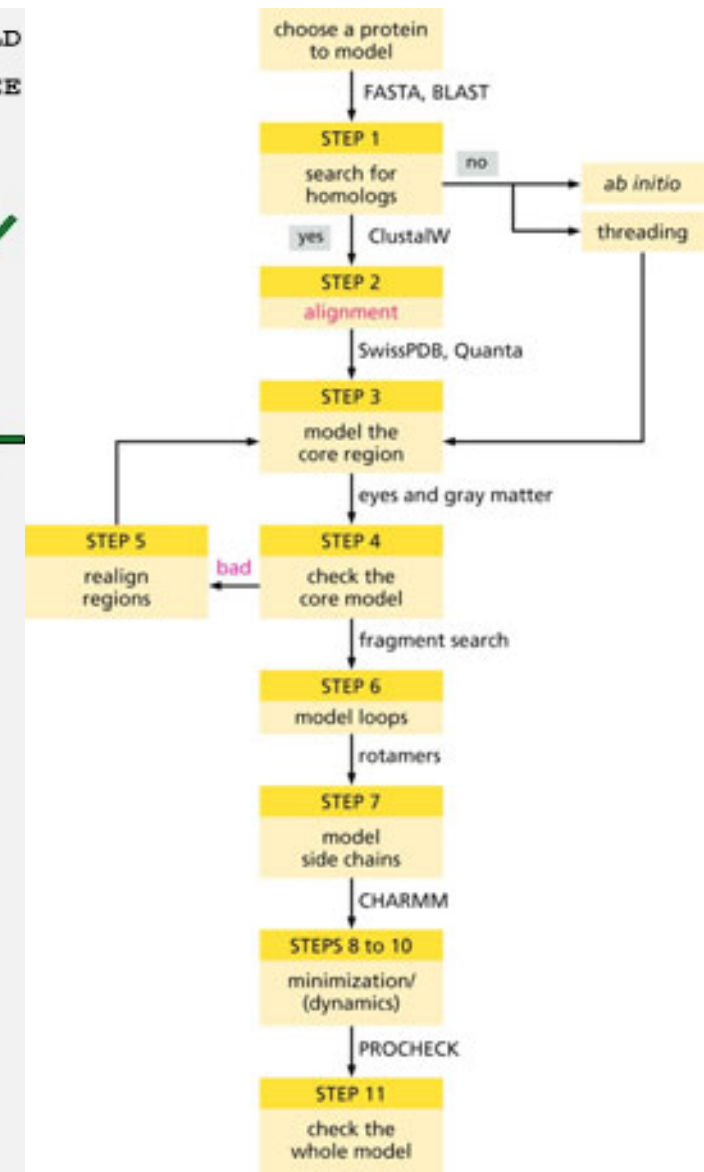 choose a protein
to model
FASTA, BLAST
STEP 1
search for
homologs
no
ab initio
threading
yes
ClustalW
STEP 2
alignment
SwissPDB, Quanta
STEP 3
model the
core region
eyes and gray matter
STEP 5
realign
regions
bad
STEP 4
check the
core model
fragment search
STEP 6
model loops
rotamers
STEP 7
model
side chains
CHARMM
STEPS 8 to 10
minimization/
(dynamics)
PROCHECK
STEP 11
check the
whole model